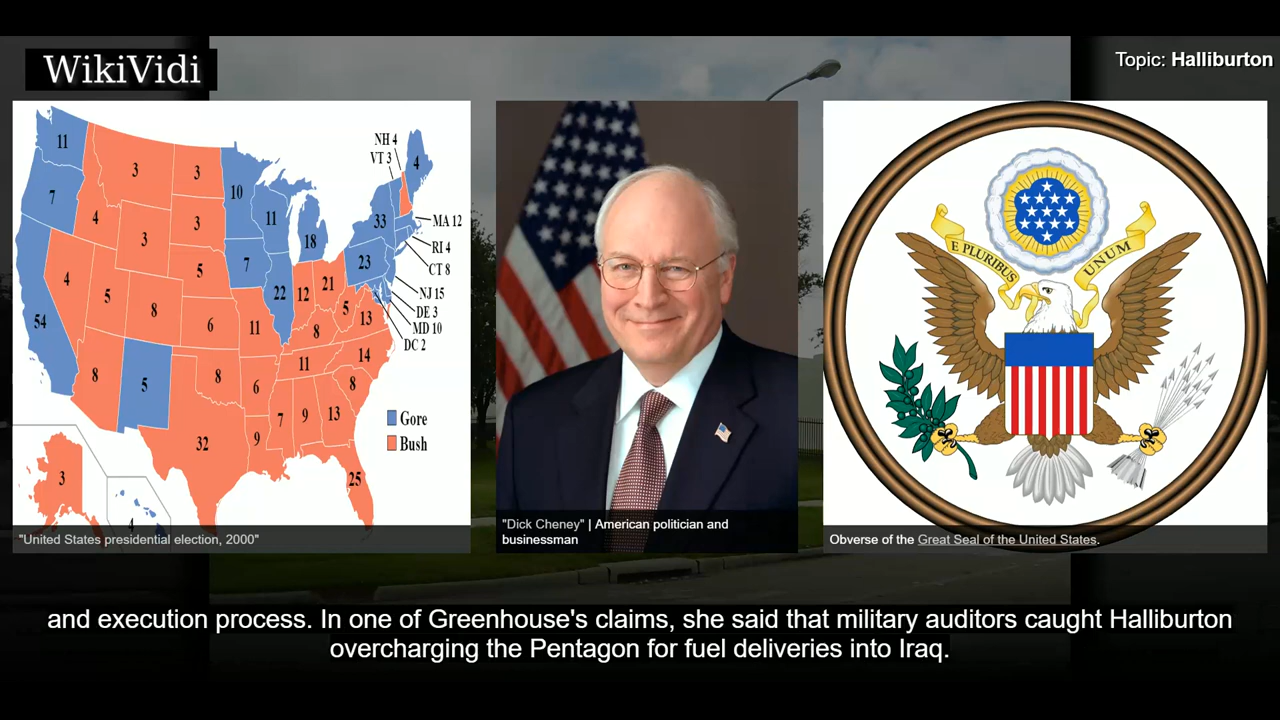 WikiVidi
Topic: Halliburton
11
7
54
3
4
3
4
5
8
8
5
3
3
5
6
8
32
10
7
11
6
9
11
22
18
12
21
8
11
7
9
13
25
5
13
14
8
33
23
4
3
4
NH 4
VT 3
MA 12
RI 4
CT 8
NJ 15
DE 3
MD 10
DC 2
Gore
Bush
"United States presidential election, 2000"
"Dick Cheney" | American politician and
businessman
E PLURIBUS UNUM
Obverse of the Great Seal of the United States.
and execution process. In one of Greenhouse's claims, she said that military auditors caught Halliburton
overcharging the Pentagon for fuel deliveries into Iraq.